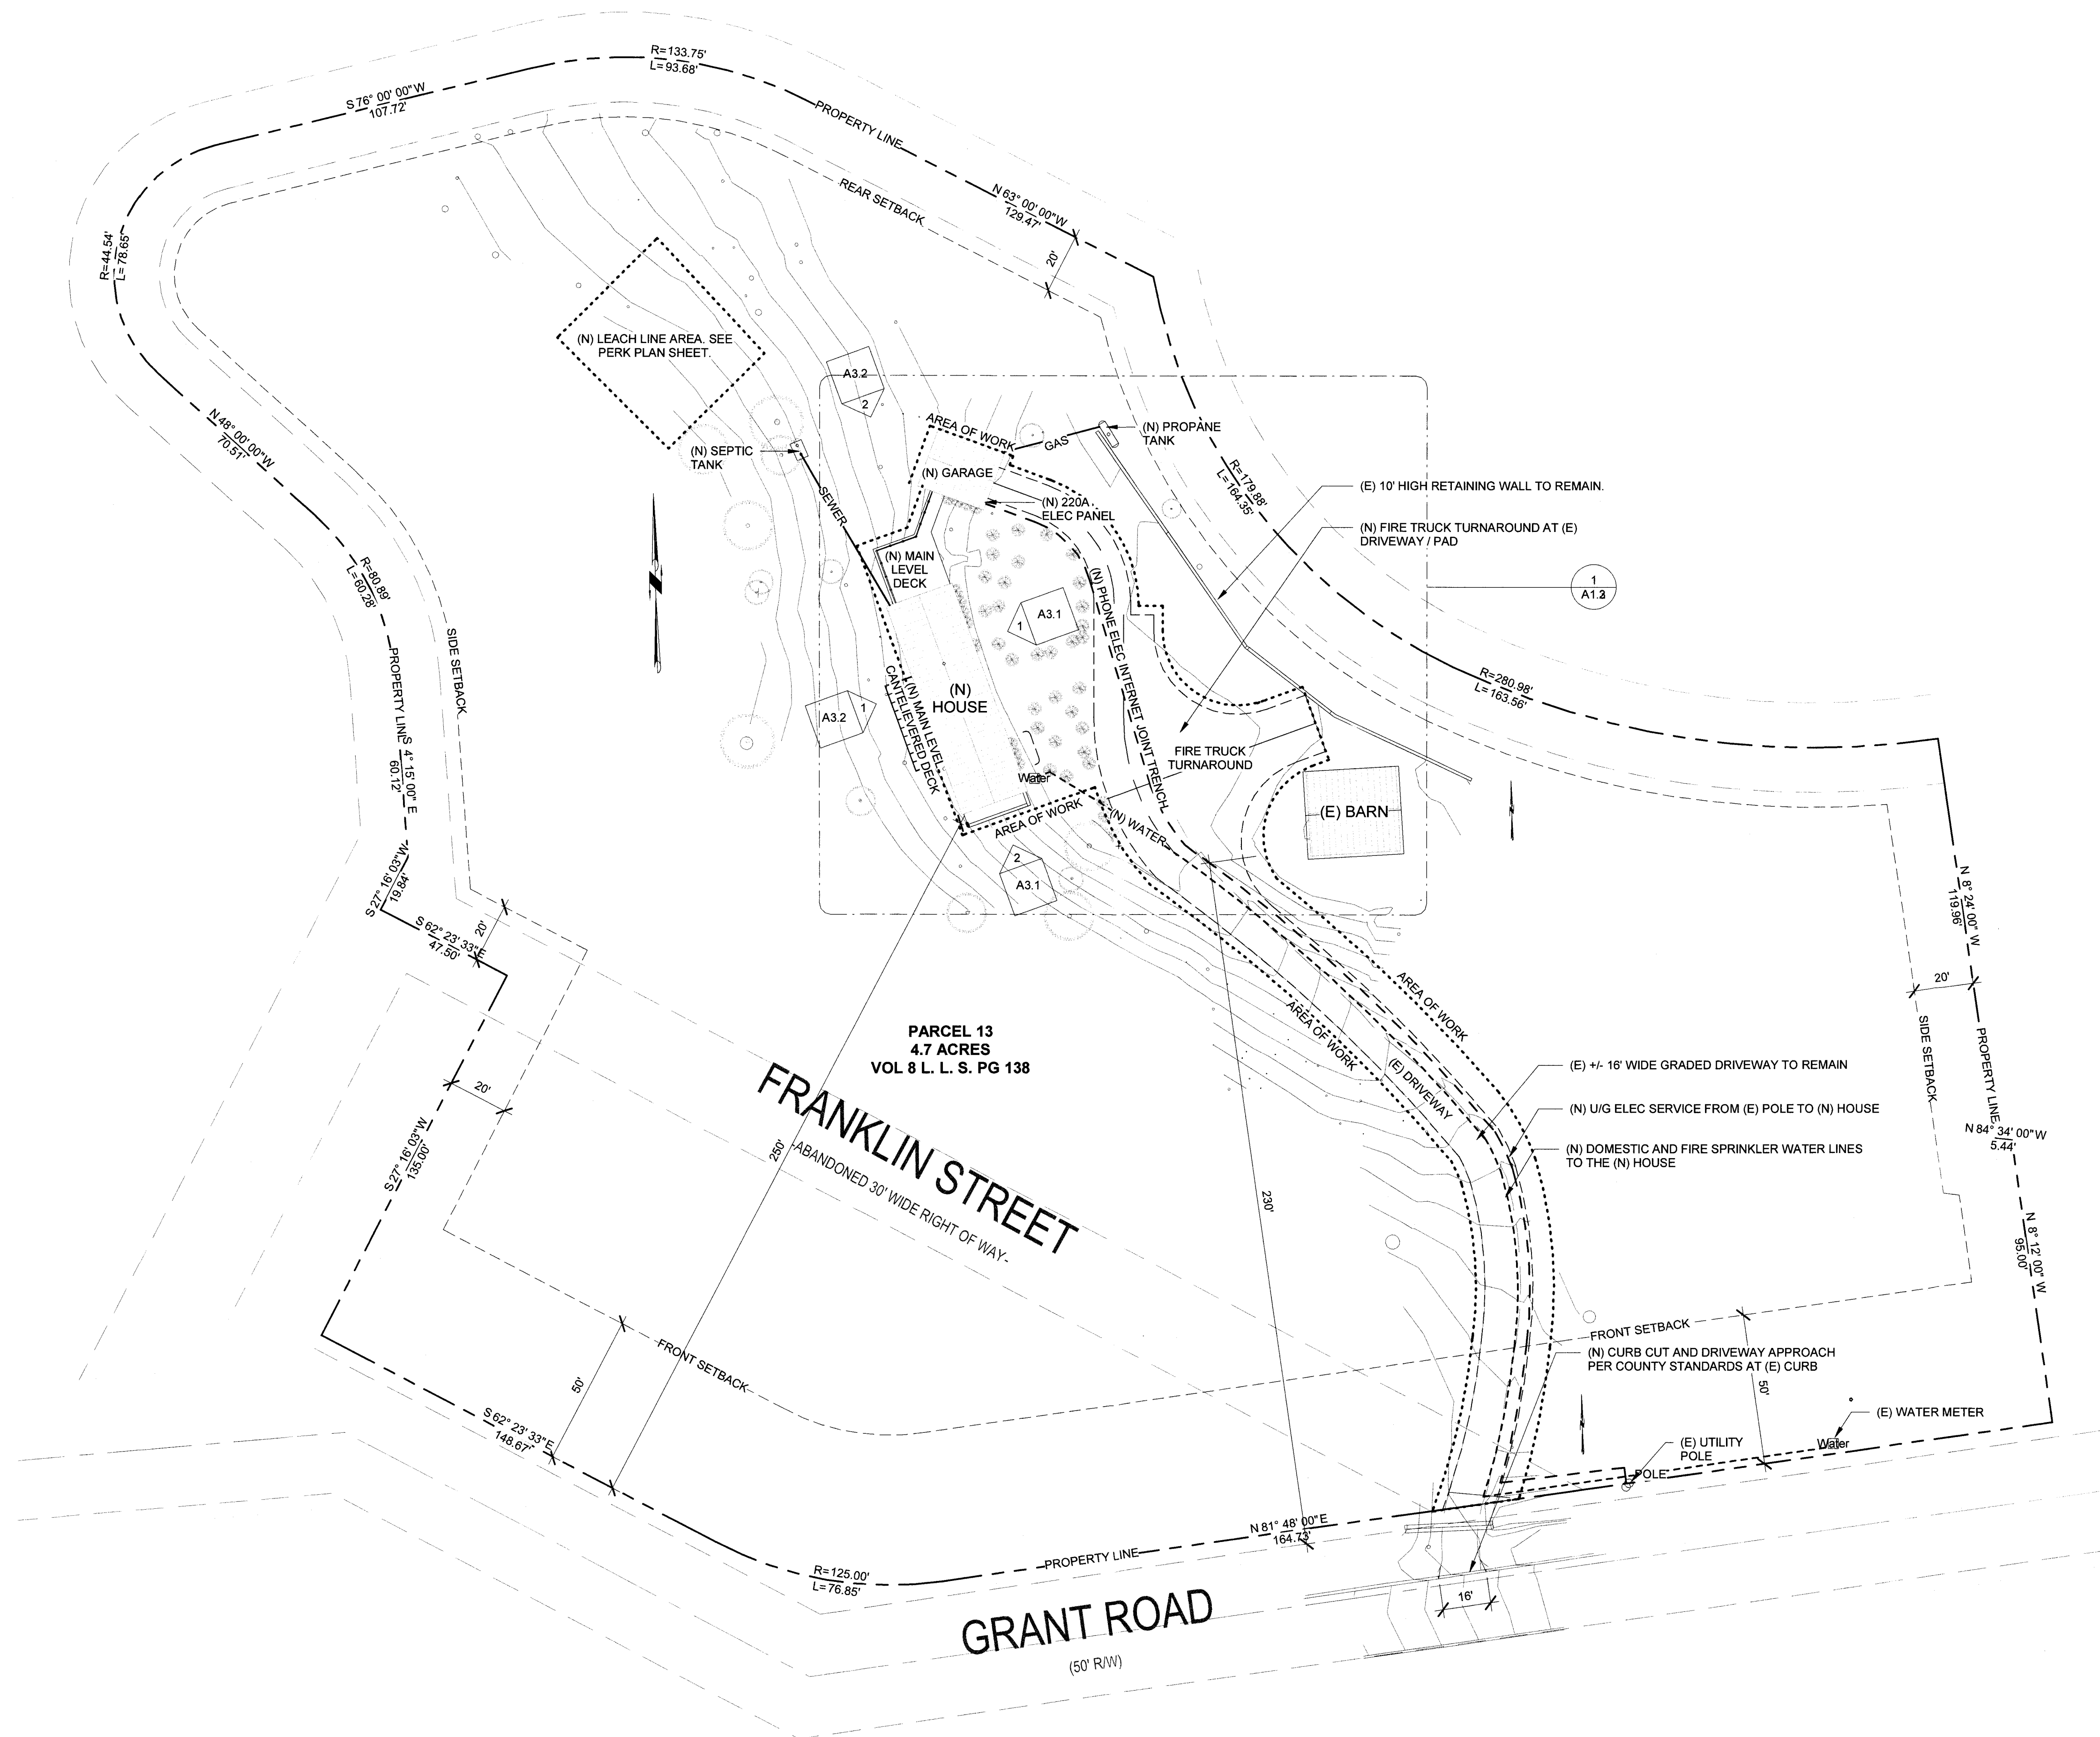 R=133.75'
L=93.68'
S 76° 00' 00" W
107.72'
PROPERTY LINE
REAR SETBACK
N 63° 00' 00" W
129.47'
20'
R=44.54'
L=78.65'
(N) LEACH LINE AREA. SEE
PERK PLAN SHEET.
A3.2
2
N 48° 00' 00" W
70.51'
AREA OF WORK
GAS
(N) PROPANE
TANK
(N) SEPTIC
TANK
SEWER
(N) GARAGE
(N) 220A
ELEC PANEL
R=179.88'
L=164.35'
(E) 10' HIGH RETAINING WALL TO REMAIN.
(N) FIRE TRUCK TURNAROUND AT (E)
DRIVEWAY / PAD
(N) MAIN
LEVEL
DECK
R=80.89'
L=60.28'
1
(N) PHONE ELEC INTERNET JOINT TRENCH
A3.1
1
SIDE SETBACK
PROPERTY LINE
R=280.98'
L=163.56'
(N)
HOUSE
(N) MAIN LEVEL
CANTELIEVERED DECK
A3.2
1
S 4° 15' 00" E
60.12'
FIRE TRUCK
TURNAROUND
Water
AREA OF WORK
(N) WATER
(E) BARN
S 27° 16' 03" W
19.84'
2
A3.1
S 62° 23' 33" E
47.50'
20'
N 8° 24' 00" W
119.96'
20'
AREA OF WORK
AREA OF WORK
PARCEL 13
4.7 ACRES
VOL 8 L. L. S. PG 138
SIDE SETBACK
PROPERTY LINE
(E) DRIVEWAY
(E) +/- 16' WIDE GRADED DRIVEWAY TO REMAIN
(N) U/G ELEC SERVICE FROM (E) POLE TO (N) HOUSE
(N) DOMESTIC AND FIRE SPRINKLER WATER LINES
TO THE (N) HOUSE
N 84° 34' 00" W
5.44'
20'
S 27° 16' 03" W
135.00'
FRANKLIN STREET
-ABANDONED 30' WIDE RIGHT OF WAY-
250'
230'
N 8° 12' 00" W
95.00'
FRONT SETBACK
FRONT SETBACK
(N) CURB CUT AND DRIVEWAY APPROACH
PER COUNTY STANDARDS AT (E) CURB
50'
50'
(E) WATER METER
Water
(E) UTILITY
POLE
POLE
S 62° 23' 33" E
148.67'
N 81° 48' 00" E
164.73'
PROPERTY LINE
R=125.00'
L=76.85'
16'
GRANT ROAD
(50' R/W)